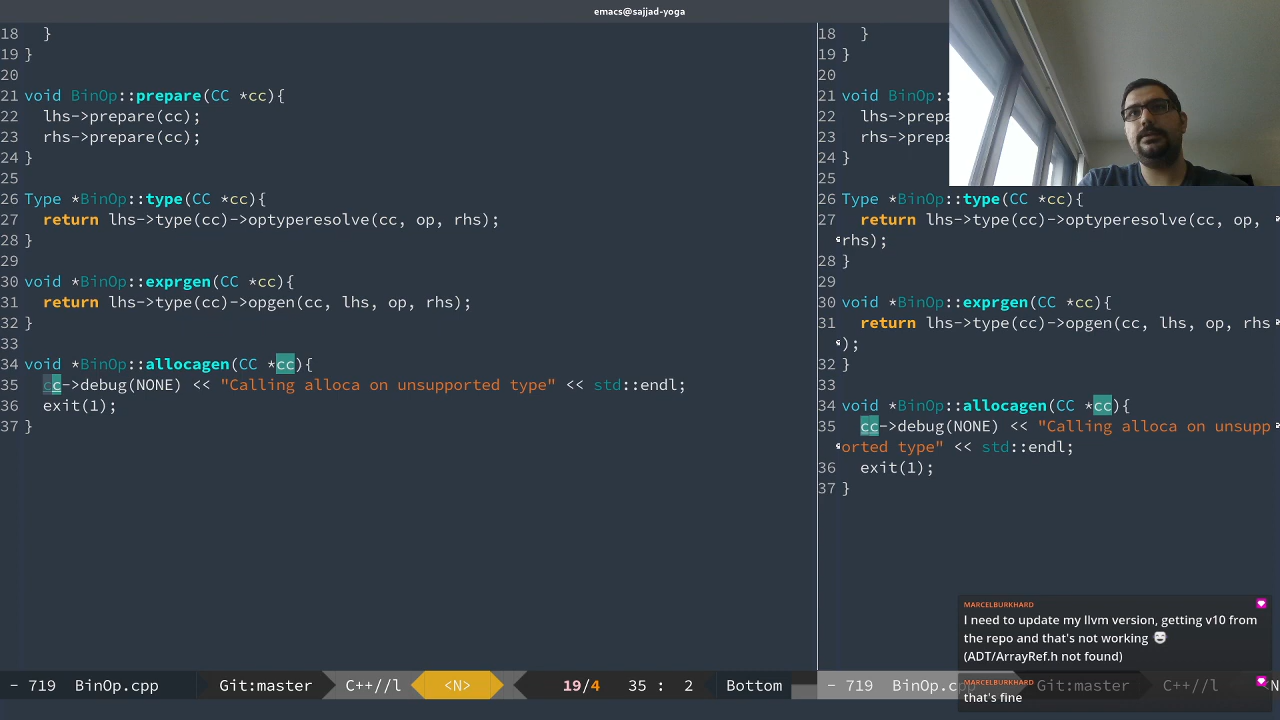 emacs@sajjad-yoga
18 }
19 }
20
21 void BinOp::prepare(CC *cc){
22 lhs->prepare(cc);
23 rhs->prepare(cc);
24 }
25
26 Type *BinOp::type(CC *cc){
27 return lhs->type(cc)->optyperesolve(cc, op, rhs);
28 }
29
30 void *BinOp::exprgen(CC *cc){
31 return lhs->type(cc)->opgen(cc, lhs, op, rhs);
32 }
33
34 void *BinOp::allocagen(CC *cc){
35 cc->debug(NONE) << "Calling alloca on unsupported type" << std::endl;
36 exit(1);
37 }
- 719 BinOp.cpp Git:master C++//l <N> 19/4 35 : 2 Bottom
18 }
19 }
20
21 void BinOp::
22 lhs->prepa
23 rhs->prepa
24 }
25
26 Type *BinOp::type(CC *cc){
27 return lhs->type(cc)->optyperesolve(cc, op,
rhs);
28 }
29
30 void *BinOp::exprgen(CC *cc){
31 return lhs->type(cc)->opgen(cc, lhs, op, rhs
);
32 }
33
34 void *BinOp::allocagen(CC *cc){
35 cc->debug(NONE) << "Calling alloca on unsupp
orted type" << std::endl;
36 exit(1);
37 }
MARCELBURKHARD
I need to update my llvm version, getting v10 from
the repo and that's not working
(ADT/ArrayRef.h not found)
MARCELBURKHARD
that's fine
- 719 BinOp.cpp Git:master C++//l <N